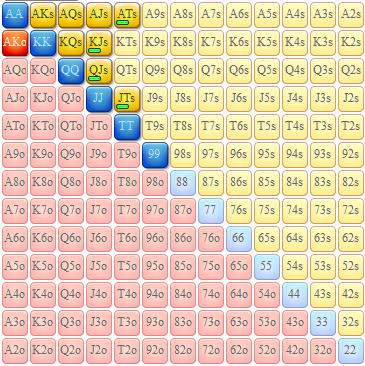 AA AKs AQs AJs ATs A9s A8s A7s A6s A5s A4s A3s A2s
AKo KK KQs KJs KTs K9s K8s K7s K6s K5s K4s K3s K2s
AQo KQo QQ QJs QTs Q9s Q8s Q7s Q6s Q5s Q4s Q3s Q2s
AJo KJo QJo JJ JTs J9s J8s J7s J6s J5s J4s J3s J2s
ATo KTo QTo JTo TT T9s T8s T7s T6s T5s T4s T3s T2s
A9o K9o Q9o J9o T9o 99 98s 97s 96s 95s 94s 93s 92s
A8o K8o Q8o J8o T8o 98o 88 87s 86s 85s 84s 83s 82s
A7o K7o Q7o J7o T7o 97o 87o 77 76s 75s 74s 73s 72s
A6o K6o Q6o J6o T6o 96o 86o 76o 66 65s 64s 63s 62s
A5o K5o Q5o J5o T5o 95o 85o 75o 65o 55 54s 53s 52s
A4o K4o Q4o J4o T4o 94o 84o 74o 64o 54o 44 43s 42s
A3o K3o Q3o J3o T3o 93o 83o 73o 63o 53o 43o 33 32s
A2o K2o Q2o J2o T2o 92o 82o 72o 62o 52o 42o 32o 22